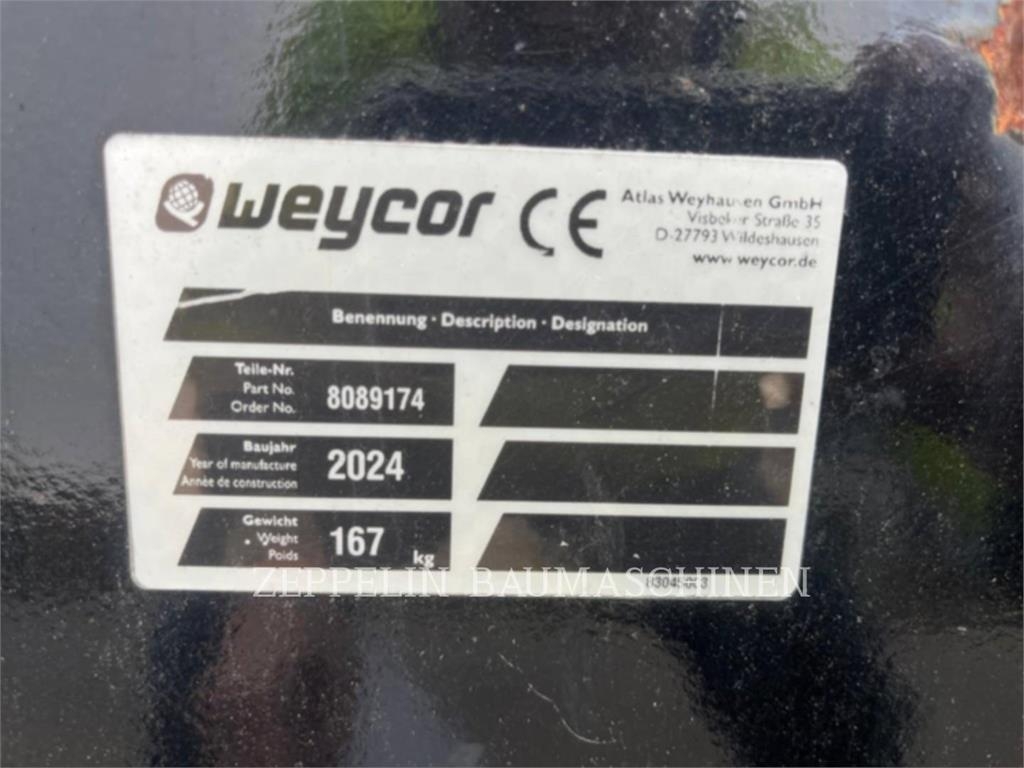 weycor CE
Atlas Weyhausen GmbH
Visbeker Straße 35
D-27793 Wildeshausen
www.weycor.de
Benennung · Description · Designation
Teile-Nr.
Part No.
Order No.
8089174
Baujahr
Year of manufacture
Année de construction
2024
Gewicht
Weight
Poids
167 kg
ZEPPELIN BAUMASCHINEN